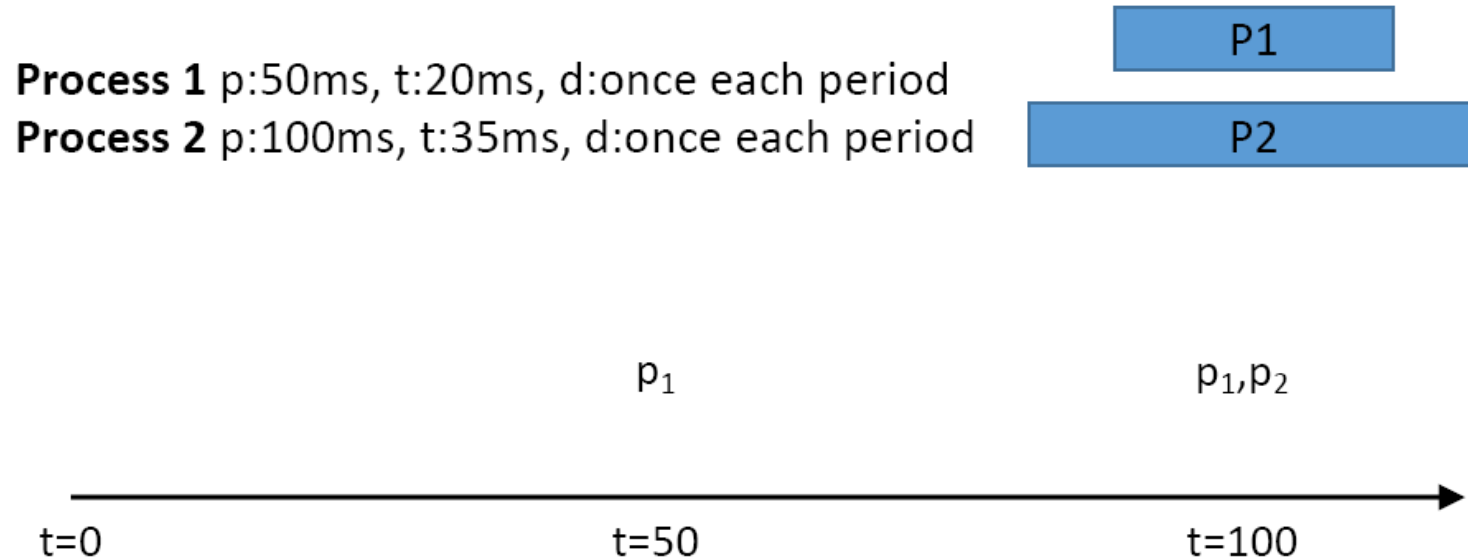 P1
Process 1 p:50ms, t:20ms, d:once each period
Process 2 p:100ms, t:35ms, d:once each period
P2
p₁
p₁,p₂
t=0
t=50
t=100